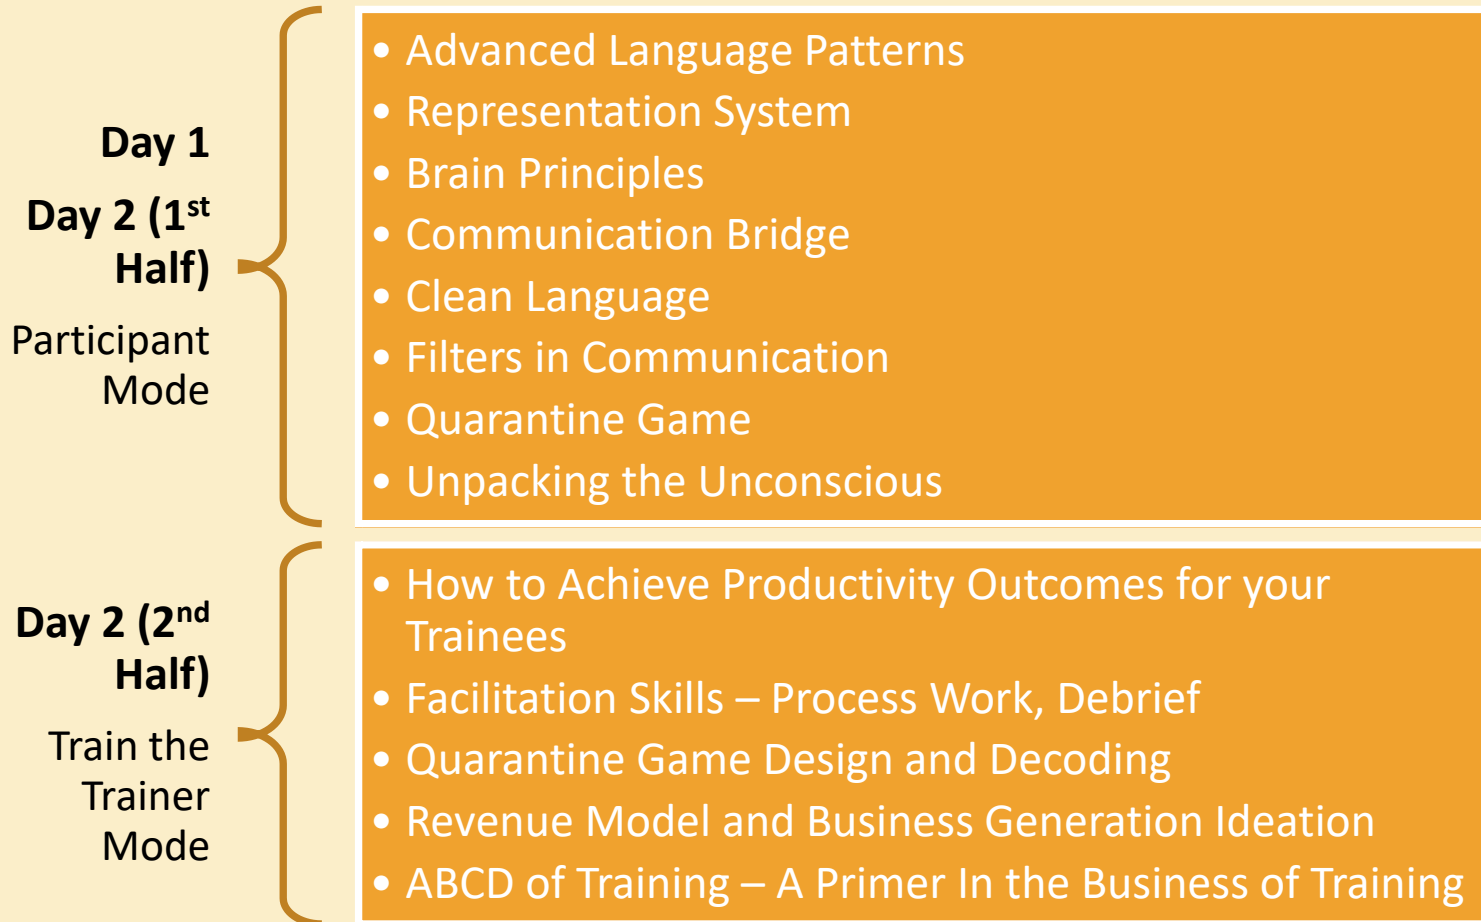 Day 1
Day 2 (1st
Half)
Participant
Mode
• Advanced Language Patterns
• Representation System
• Brain Principles
• Communication Bridge
• Clean Language
• Filters in Communication
• Quarantine Game
• Unpacking the Unconscious
Day 2 (2nd
Half)
Train the
Trainer
Mode
• How to Achieve Productivity Outcomes for your
Trainees
• Facilitation Skills – Process Work, Debrief
• Quarantine Game Design and Decoding
• Revenue Model and Business Generation Ideation
• ABCD of Training – A Primer In the Business of Training